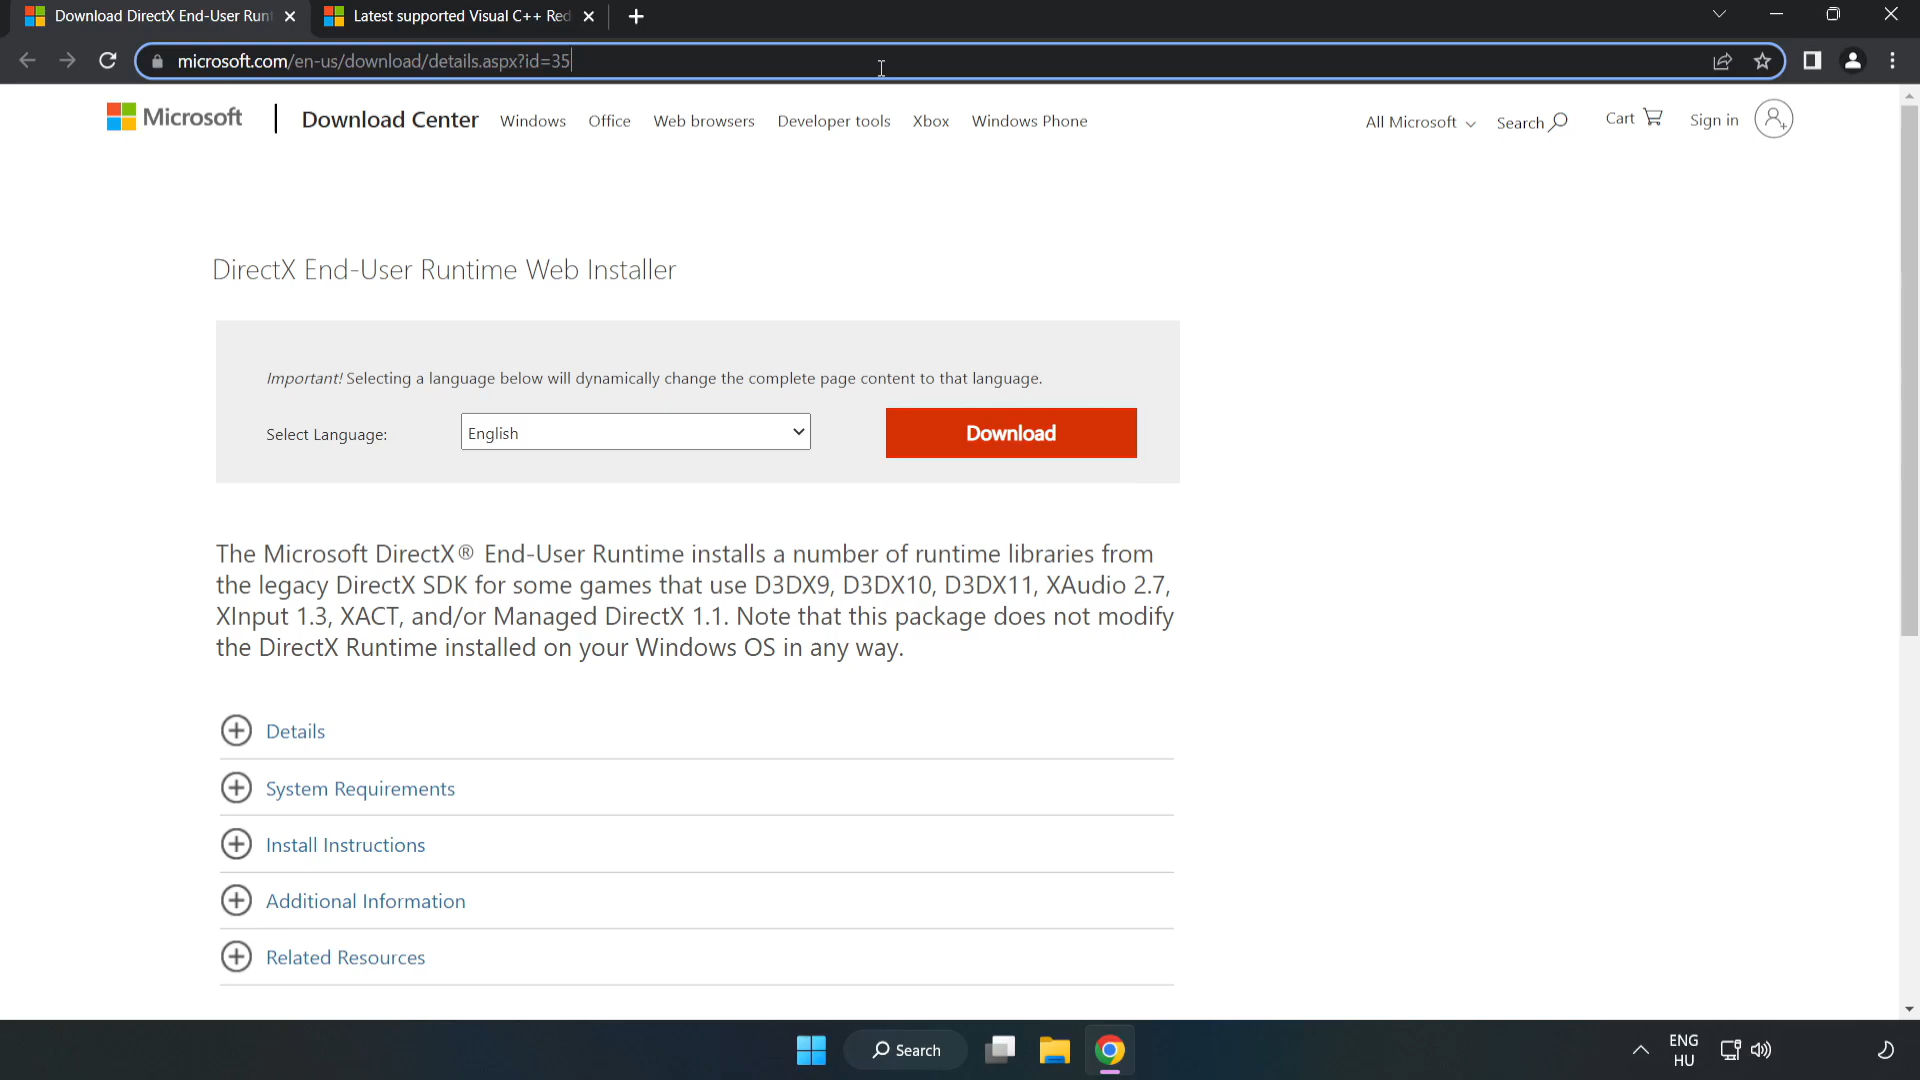 Download DirectX End-User Runt
Latest supported Visual C++ Red
microsoft.com/en-us/download/details.aspx?id=35
Microsoft
Download Center
Windows
Office
Web browsers
Developer tools
Xbox
Windows Phone
All Microsoft
Search
Cart
Sign in
DirectX End-User Runtime Web Installer
Important! Selecting a language below will dynamically change the complete page content to that language.
Select Language:
English
Download
The Microsoft DirectX® End-User Runtime installs a number of runtime libraries from
the legacy DirectX SDK for some games that use D3DX9, D3DX10, D3DX11, XAudio 2.7,
XInput 1.3, XACT, and/or Managed DirectX 1.1. Note that this package does not modify
the DirectX Runtime installed on your Windows OS in any way.
Details
System Requirements
Install Instructions
Additional Information
Related Resources
Search
ENG
HU